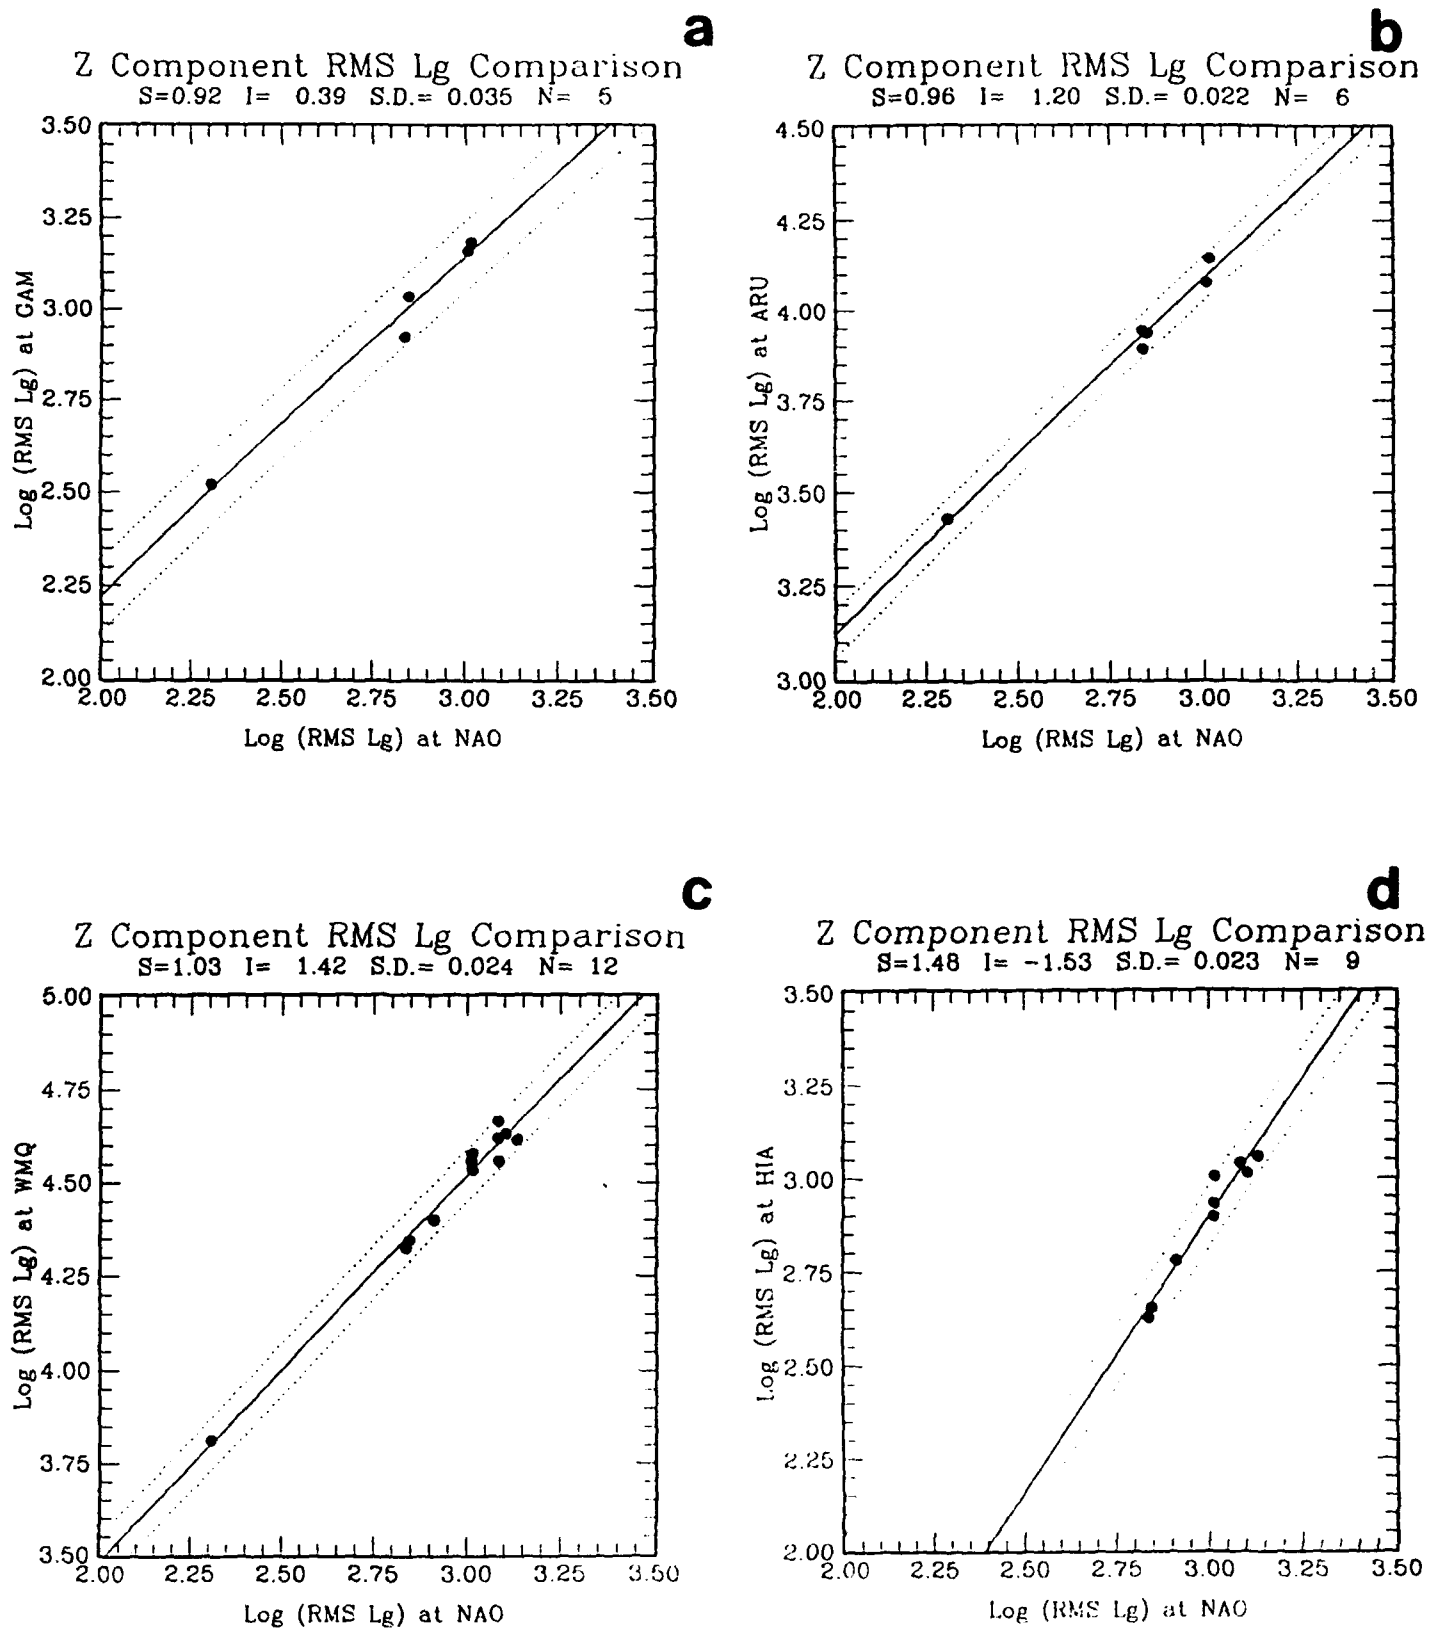 a
Z Component RMS Lg Comparison
S=0.92 I= 0.39 S.D.= 0.035 N= 5
3.50
3.25
3.00
2.75
2.50
2.25
2.00
Log (RMS Lg) at GAM
2.00 2.25 2.50 2.75 3.00 3.25 3.50
Log (RMS Lg) at NAO
b
Z Component RMS Lg Comparison
S=0.96 I= 1.20 S.D.= 0.022 N= 6
4.50
4.25
4.00
3.75
3.50
3.25
3.00
Log (RMS Lg) at ARU
2.00 2.25 2.50 2.75 3.00 3.25 3.50
Log (RMS Lg) at NAO
c
Z Component RMS Lg Comparison
S=1.03 I= 1.42 S.D.= 0.024 N= 12
5.00
4.75
4.50
4.25
4.00
3.75
3.50
Log (RMS Lg) at WMQ
2.00 2.25 2.50 2.75 3.00 3.25 3.50
Log (RMS Lg) at NAO
d
Z Component RMS Lg Comparison
S=1.48 I= -1.53 S.D.= 0.023 N= 9
3.50
3.25
3.00
2.75
2.50
2.25
2.00
Log (RMS Lg) at HIA
2.00 2.25 2.50 2.75 3.00 3.25 3.50
Log (RMS Lg) at NAO